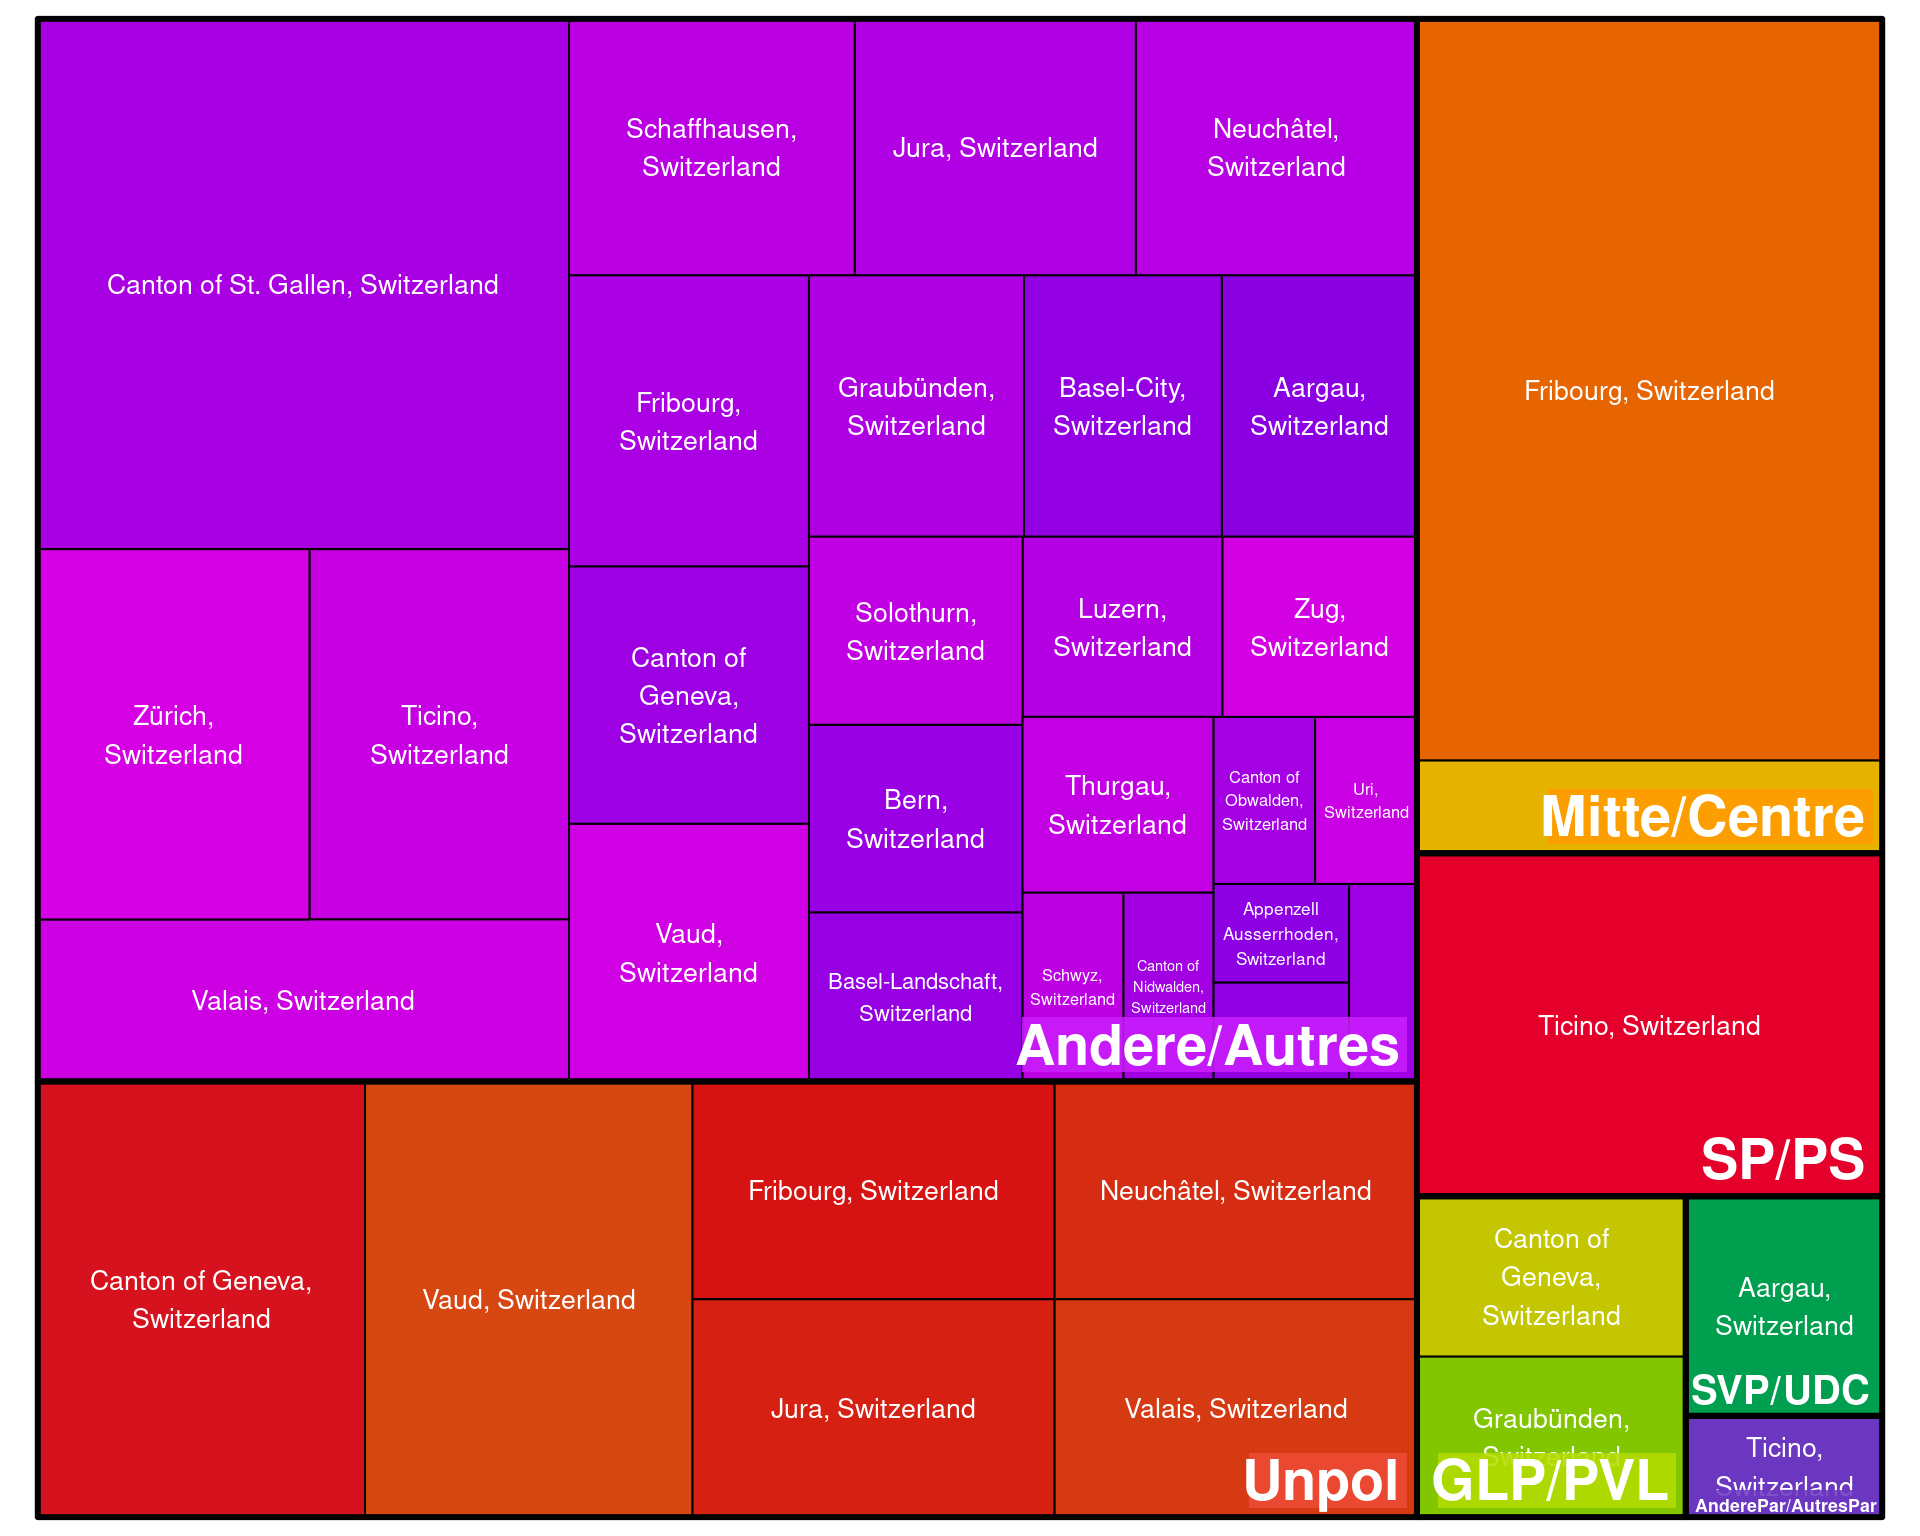 Canton of St. Gallen, Switzerland
Schaffhausen,
Switzerland
Jura, Switzerland
Neuchâtel,
Switzerland
Fribourg,
Switzerland
Graubünden,
Switzerland
Basel-City,
Switzerland
Aargau,
Switzerland
Zürich,
Switzerland
Ticino,
Switzerland
Valais, Switzerland
Canton of
Geneva,
Switzerland
Vaud,
Switzerland
Solothurn,
Switzerland
Luzern,
Switzerland
Zug,
Switzerland
Bern,
Switzerland
Basel-Landschaft,
Switzerland
Thurgau,
Switzerland
Canton of
Obwalden,
Switzerland
Uri,
Switzerland
Schwyz,
Switzerland
Canton of
Nidwalden,
Switzerland
Appenzell
Ausserrhoden,
Switzerland
Andere/Autres
Fribourg, Switzerland
Mitte/Centre
Ticino, Switzerland
SP/PS
Canton of Geneva,
Switzerland
Vaud, Switzerland
Fribourg, Switzerland
Neuchâtel, Switzerland
Jura, Switzerland
Valais, Switzerland
Unpol
Canton of
Geneva,
Switzerland
Graubünden,
Switzerland
GLP/PVL
Aargau,
Switzerland
SVP/UDC
Ticino,
Switzerland
AnderePar/AutresPar